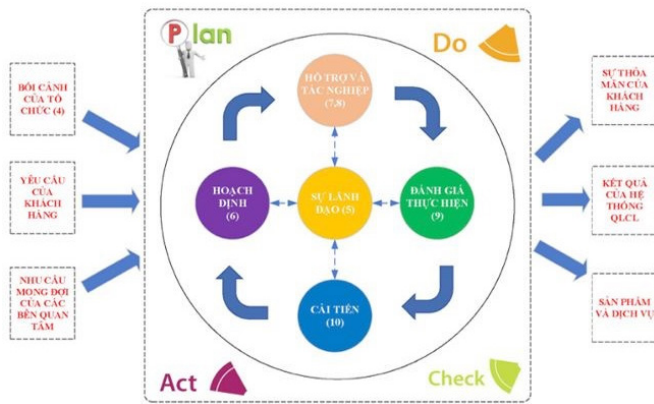 Plan
Do
BỐI CẢNH
CỦA TỔ
CHỨC (4)
YÊU CẦU
CỦA
KHÁCH
HÀNG
NHU CẦU
MONG ĐỢI
CỦA CÁC
BÊN QUAN
TÂM
HỖ TRỢ VÀ
TÁC NGHIỆP
(7,8)
HOẠCH
ĐỊNH
(6)
SỰ LÃNH
ĐẠO (5)
ĐÁNH GIÁ
THỰC HIỆN
(9)
CẢI TIẾN
(10)
SỰ THỎA
MÃN CỦA
KHÁCH
HÀNG
KẾT QUẢ
CỦA HỆ
THỐNG
QLCL
SẢN PHẨM
VÀ DỊCH VỤ
Act
Check